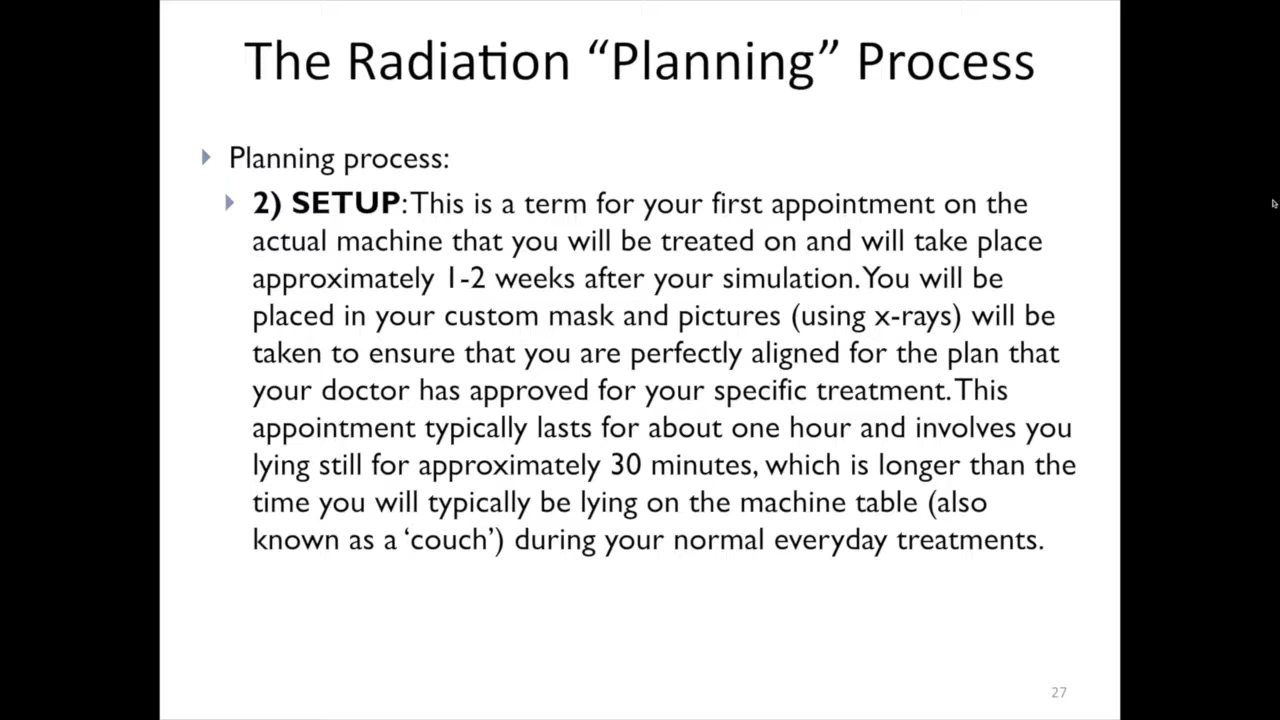 The Radiation “Planning” Process
Planning process:
2) SETUP: This is a term for your first appointment on the
actual machine that you will be treated on and will take place
approximately 1-2 weeks after your simulation. You will be
placed in your custom mask and pictures (using x-rays) will be
taken to ensure that you are perfectly aligned for the plan that
your doctor has approved for your specific treatment. This
appointment typically lasts for about one hour and involves you
lying still for approximately 30 minutes, which is longer than the
time you will typically be lying on the machine table (also
known as a ‘couch’) during your normal everyday treatments.
27